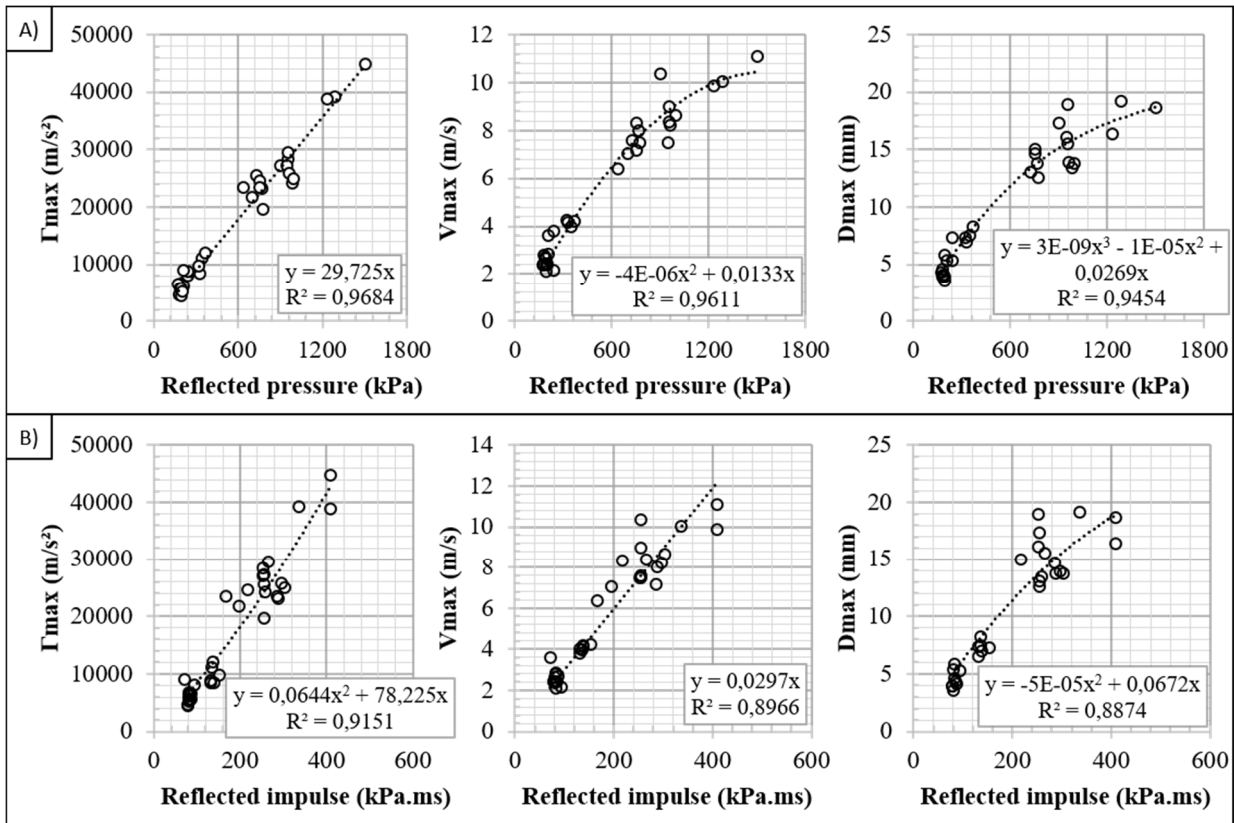 A)
50000
40000
30000
20000
10000
0
Γmax (m/s²)
y = 29,725x
R² = 0,9684
0 600 1200 1800
Reflected pressure (kPa)
12
10
8
6
4
2
0
Vmax (m/s)
y = -4E-06x² + 0,0133x
R² = 0,9611
0 600 1200 1800
Reflected pressure (kPa)
25
20
15
10
5
0
Dmax (mm)
y = 3E-09x³ - 1E-05x² +
0,0269x
R² = 0,9454
0 600 1200 1800
Reflected pressure (kPa)
B)
50000
40000
30000
20000
10000
0
Γmax (m/s²)
y = 0,0644x² + 78,225x
R² = 0,9151
0 200 400 600
Reflected impulse (kPa.ms)
14
12
10
8
6
4
2
0
Vmax (m/s)
y = 0,0297x
R² = 0,8966
0 200 400 600
Reflected impulse (kPa.ms)
25
20
15
10
5
0
Dmax (mm)
y = -5E-05x² + 0,0672x
R² = 0,8874
0 200 400 600
Reflected impulse (kPa.ms)